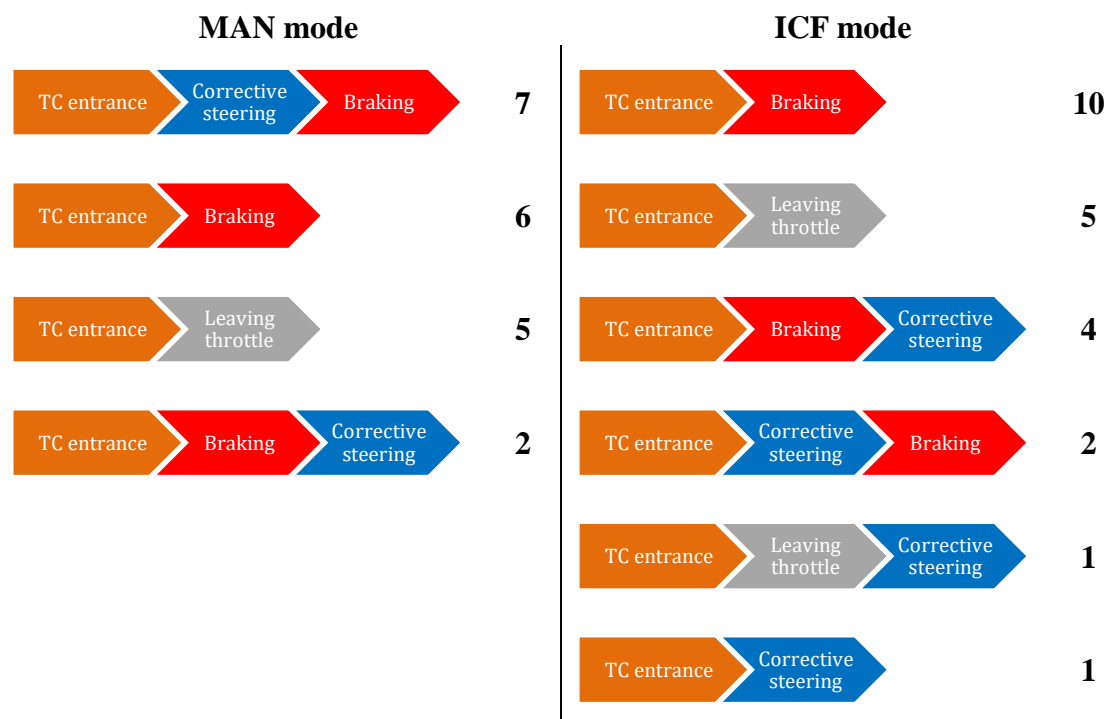 MAN mode
TC entrance
Corrective
steering
Braking
7
TC entrance
Braking
6
TC entrance
Leaving
throttle
5
TC entrance
Braking
Corrective
steering
2
ICF mode
TC entrance
Braking
10
TC entrance
Leaving
throttle
5
TC entrance
Braking
Corrective
steering
4
TC entrance
Corrective
steering
Braking
2
TC entrance
Leaving
throttle
Corrective
steering
1
TC entrance
Corrective
steering
1